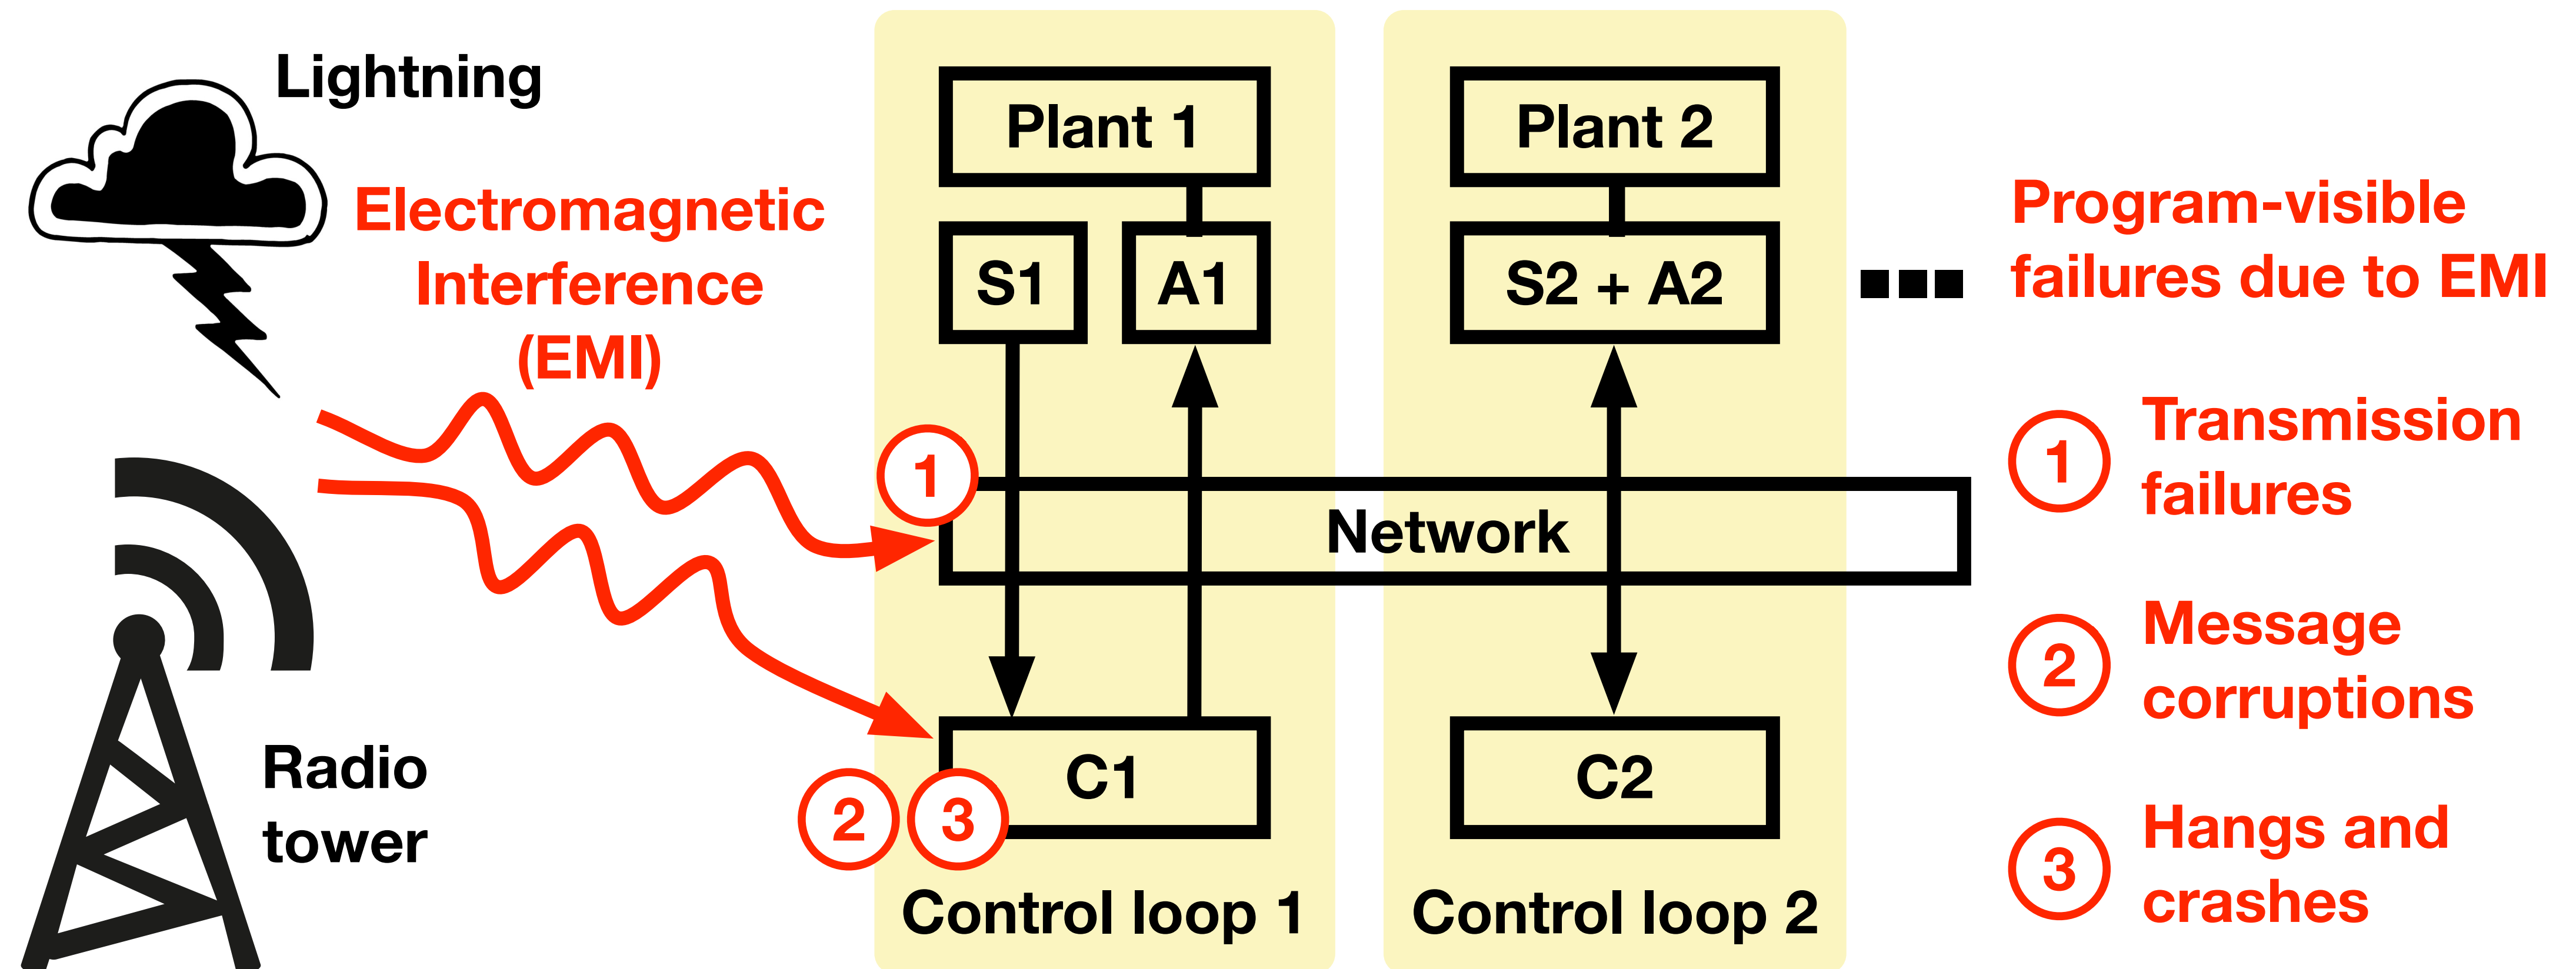 Lightning
Electromagnetic
Interference
(EMI)
Radio
tower
Plant 1
S1
A1
1
Network
C1
2
3
Control loop 1
Plant 2
S2 + A2
C2
Control loop 2
Program-visible
failures due to EMI
1
Transmission
failures
2
Message
corruptions
3
Hangs and
crashes